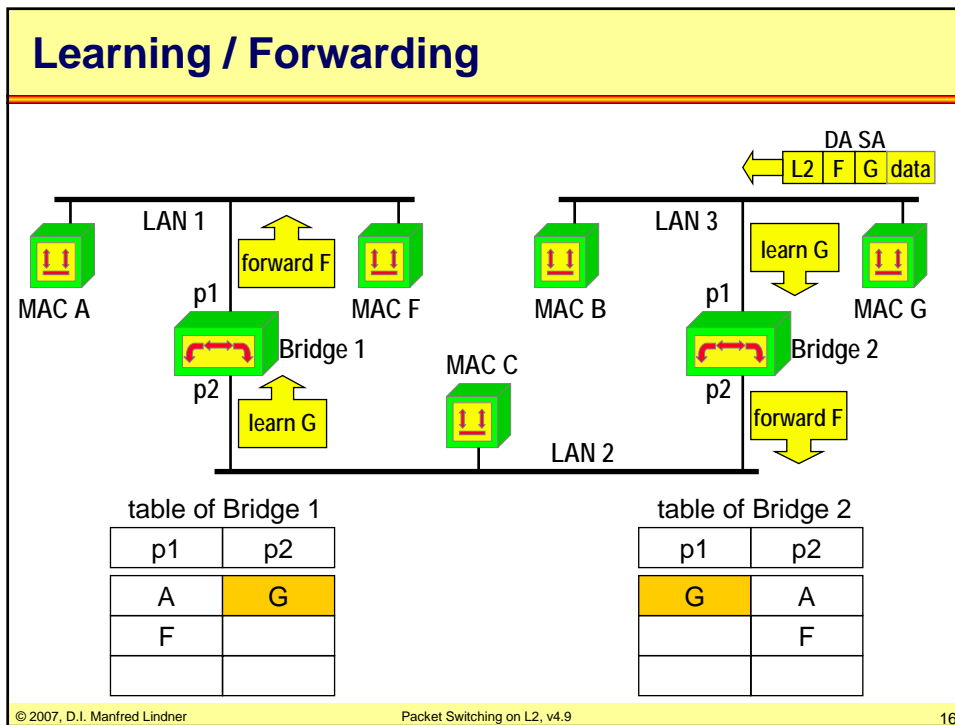 Learning / Forwarding
DA SA
L2 F G data
LAN 1
LAN 3
forward F
learn G
MAC A
p1
MAC F
MAC B
p1
MAC G
Bridge 1
MAC C
Bridge 2
p2
p2
learn G
forward F
LAN 2
table of Bridge 1
p1 p2
A G
F
table of Bridge 2
p1 p2
G A
F
© 2007, D.I. Manfred Lindner
Packet Switching on L2, v4.9
16